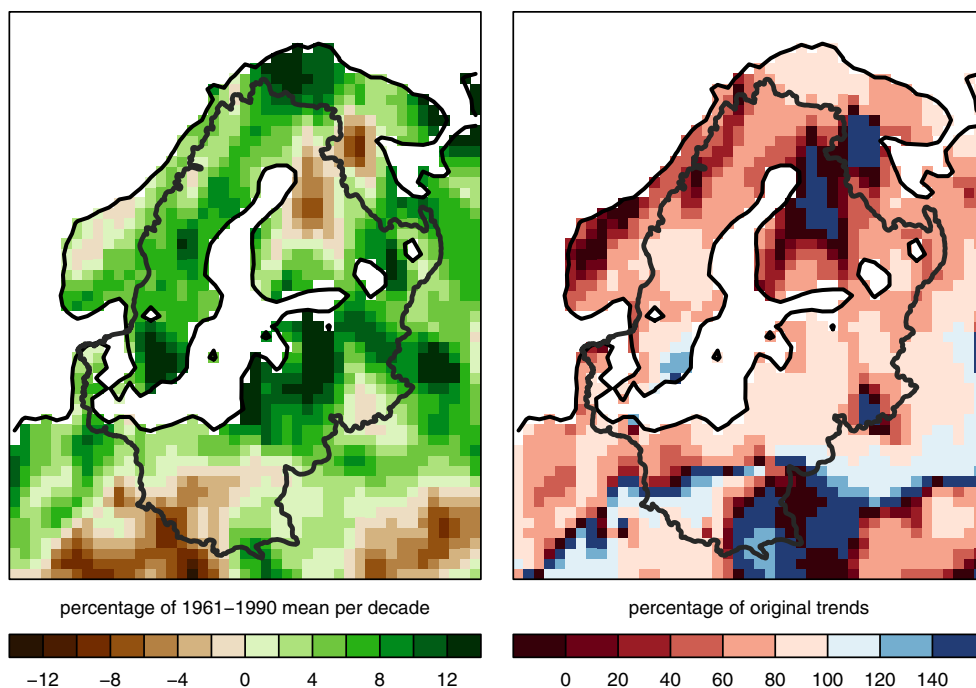 percentage of 1961−1990 mean per decade
−12 −8 −4 0 4 8 12
percentage of original trends
0 20 40 60 80 100 120 140